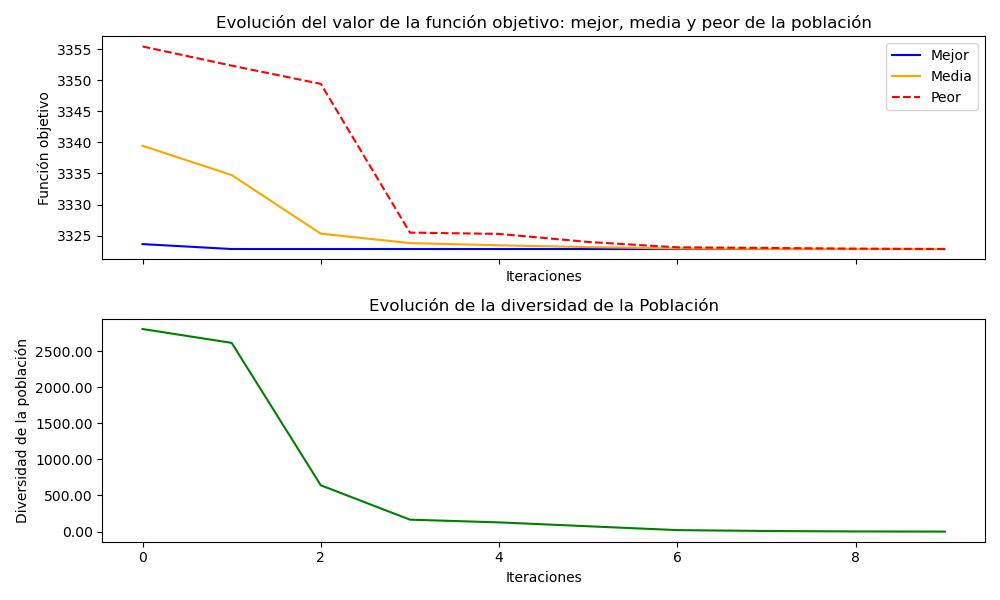 Evolución del valor de la función objetivo: mejor, media y peor de la población
Función objetivo
3355
3350
3345
3340
3335
3330
3325
Mejor
Media
Peor
Iteraciones
Evolución de la diversidad de la Población
Diversidad de la población
2500.00
2000.00
1500.00
1000.00
500.00
0.00
0 2 4 6 8
Iteraciones